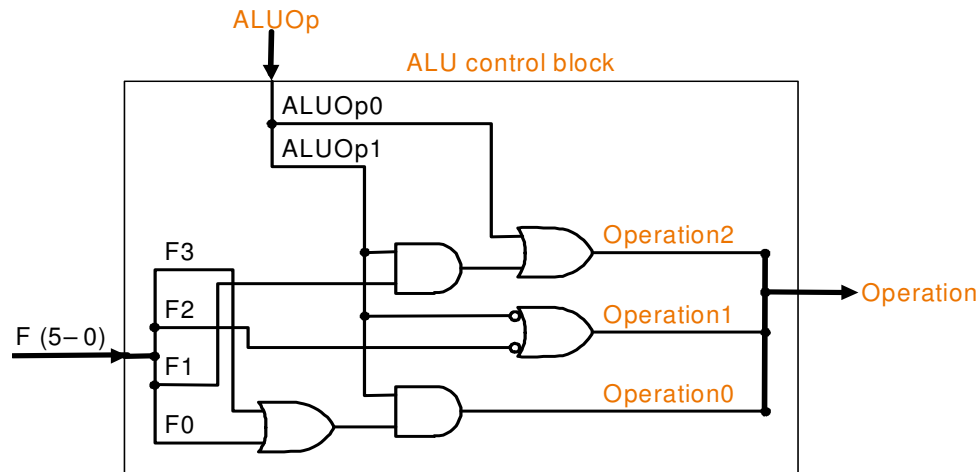 ALUOp
ALU control block
ALUOp0
ALUOp1
Operation2
F3
Operation
F2
Operation1
F (5–0)
F1
Operation0
F0